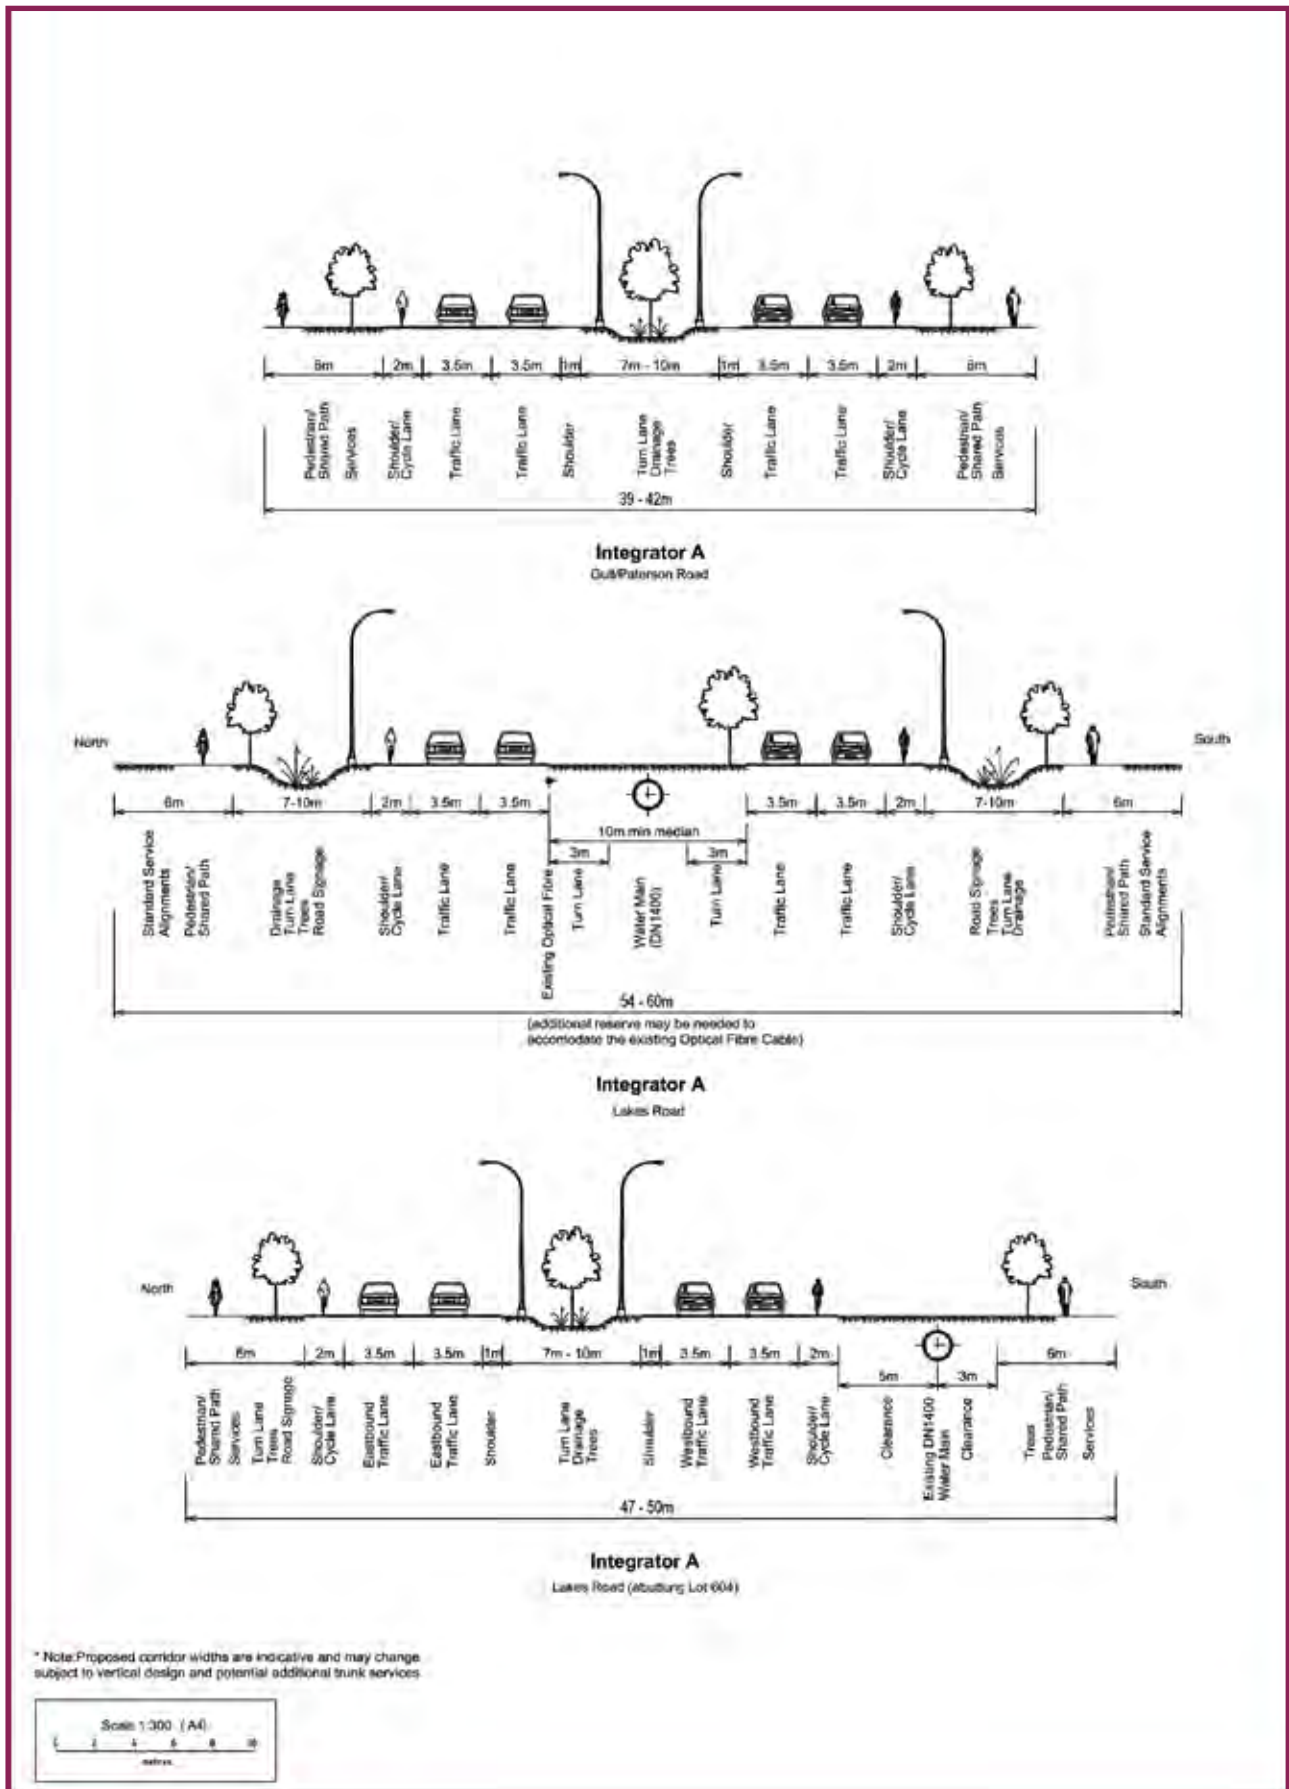 6m
2m
3.5m
3.5m
1m
7m - 10m
1m
3.5m
3.5m
2m
6m
Pedestrian/
Shared Path
Services
Shoulder/
Cycle Lane
Traffic Lane
Traffic Lane
Shoulder
Turn Lane
Drainage
Trees
Shoulder
Traffic Lane
Traffic Lane
Shoulder/
Cycle Lane
Pedestrian/
Shared Path
Services
39 - 42m
Integrator A
Gull/Paterson Road
North
South
6m
7-10m
2m
3.5m
3.5m
3.5m
3.5m
2m
7-10m
6m
10m min median
3m
3m
Standard Service
Alignments
Pedestrian/
Shared Path
Drainage
Turn Lane
Trees
Road Signage
Shoulder/
Cycle Lane
Traffic Lane
Traffic Lane
Existing Optical Fibre
Turn Lane
Water Main
(DN1400)
Turn Lane
Traffic Lane
Traffic Lane
Shoulder/
Cycle Lane
Road Signage
Trees
Turn Lane
Drainage
Pedestrian/
Shared Path
Standard Service
Alignments
54 - 60m
(additional reserve may be needed to
accomodate the existing Optical Fibre Cable)
Integrator A
Lakes Road
North
South
6m
2m
3.5m
3.5m
1m
7m - 10m
1m
3.5m
3.5m
2m
5m
3m
6m
Pedestrian/
Shared Path
Services
Turn Lane
Trees
Road Signage
Shoulder/
Cycle Lane
Eastbound
Traffic Lane
Eastbound
Traffic Lane
Shoulder
Turn Lane
Drainage
Trees
Shoulder
Westbound
Traffic Lane
Westbound
Traffic Lane
Shoulder/
Cycle Lane
Clearance
Existing DN1400
Water Main
Clearance
Trees
Pedestrian/
Shared Path
Services
47 - 50m
Integrator A
Lakes Road (abutting Lot 604)
* Note:Proposed corridor widths are indicative and may change
subject to vertical design and potential additional trunk services
Scale 1:300 (A4)
0 2 4 6 8 10
metres